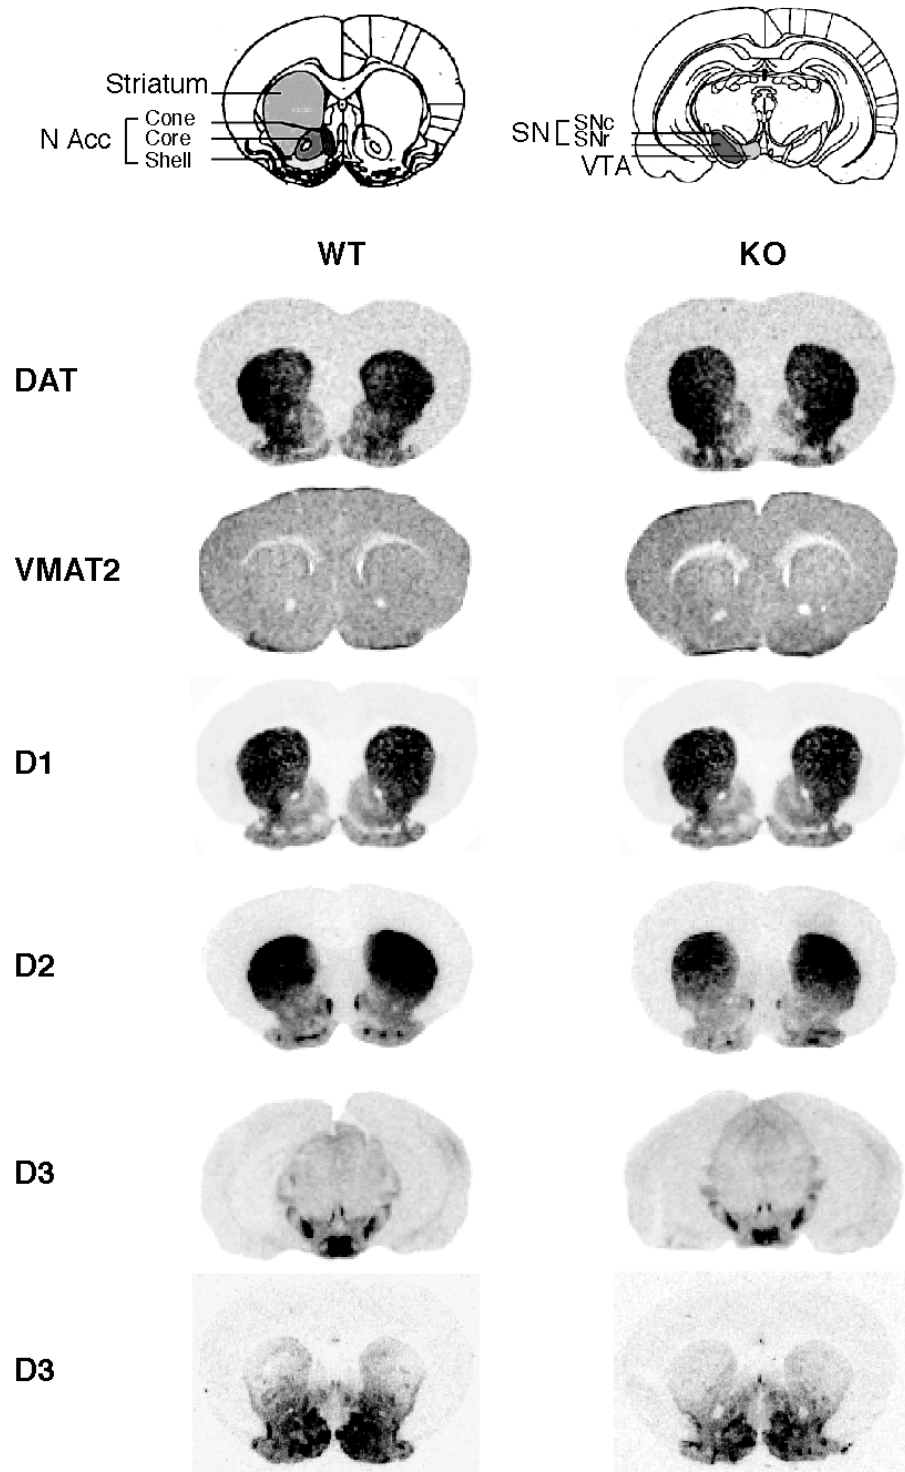 Striatum
Cone
N Acc
Core
Shell
SNc
SN
SNr
VTA
WT
KO
DAT
VMAT2
D1
D2
D3
D3